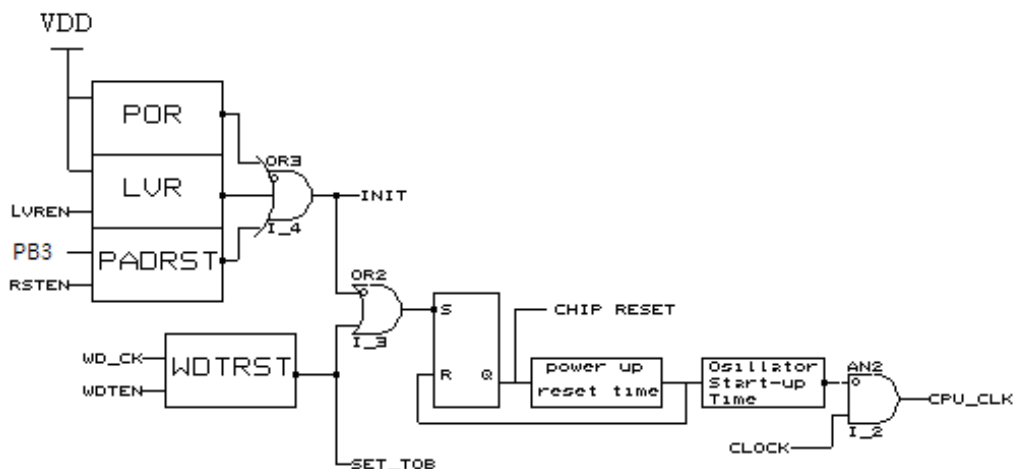 VDD
POR
OR3
LVR
INIT
LVREN
I_4
PB3
PADRST
RSTEN
OR2
S
CHIP RESET
WD_CK
WDTRST
I_3
WDTEN
R
Q
power up
reset time
Osillator
Start-up
Time
AN2
CPU_CLK
I_2
CLOCK
SET_TOB